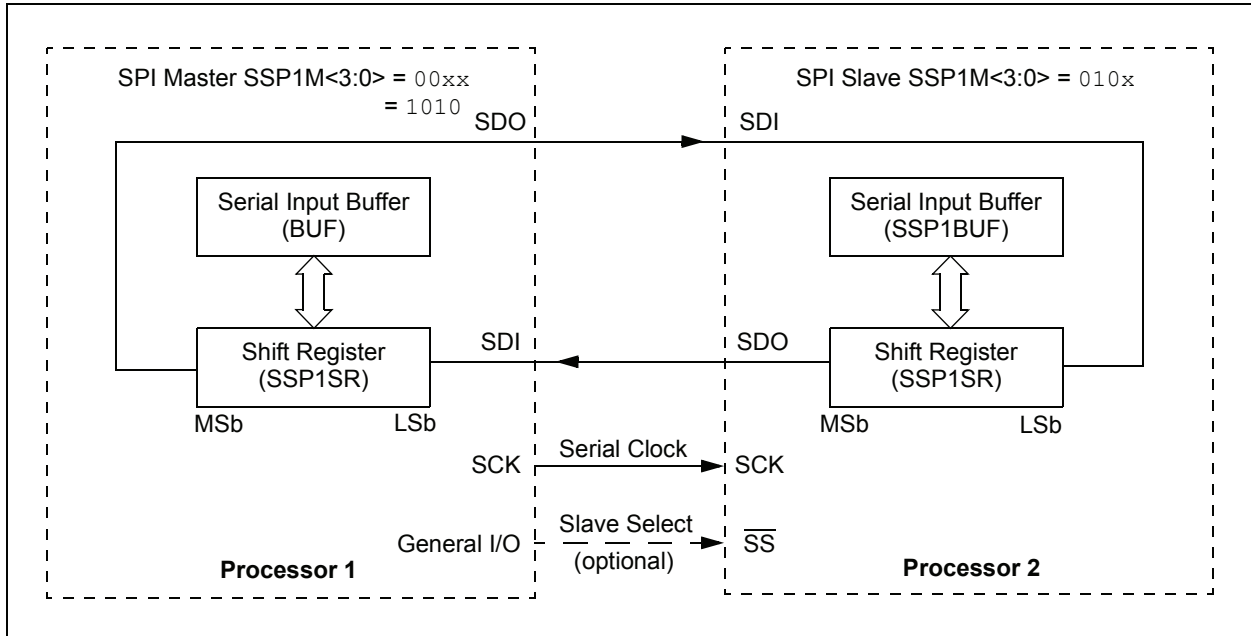 SPI Master SSP1M<3:0> = 00xx
= 1010
SDO
Serial Input Buffer
(BUF)
Shift Register
(SSP1SR)
MSb
LSb
SDI
SCK
General I/O
Processor 1
Serial Clock
Slave Select
(optional)
SPI Slave SSP1M<3:0> = 010x
SDI
Serial Input Buffer
(SSP1BUF)
SDO
Shift Register
(SSP1SR)
MSb
LSb
SCK
S̅S̅
Processor 2